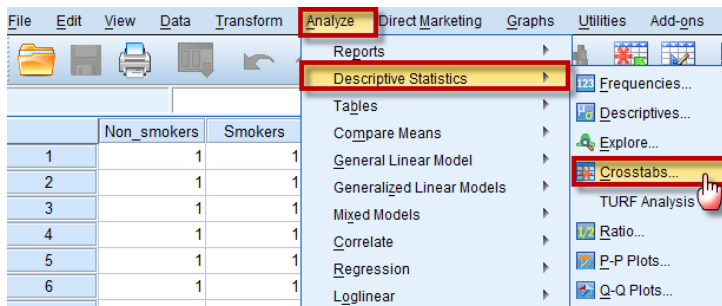 File Edit View Data Transform Analyze Direct Marketing Graphs Utilities Add-ons
Reports
Descriptive Statistics
Tables
Compare Means
General Linear Model
Generalized Linear Models
Mixed Models
Correlate
Regression
Loglinear
123 Frequencies...
Descriptives...
Explore...
Crosstabs...
TURF Analysis
1/2 Ratio...
P-P Plots...
Q-Q Plots...
Non_smokers Smokers
1 1 1
2 1 1
3 1 1
4 1 1
5 1 1
6 1 1